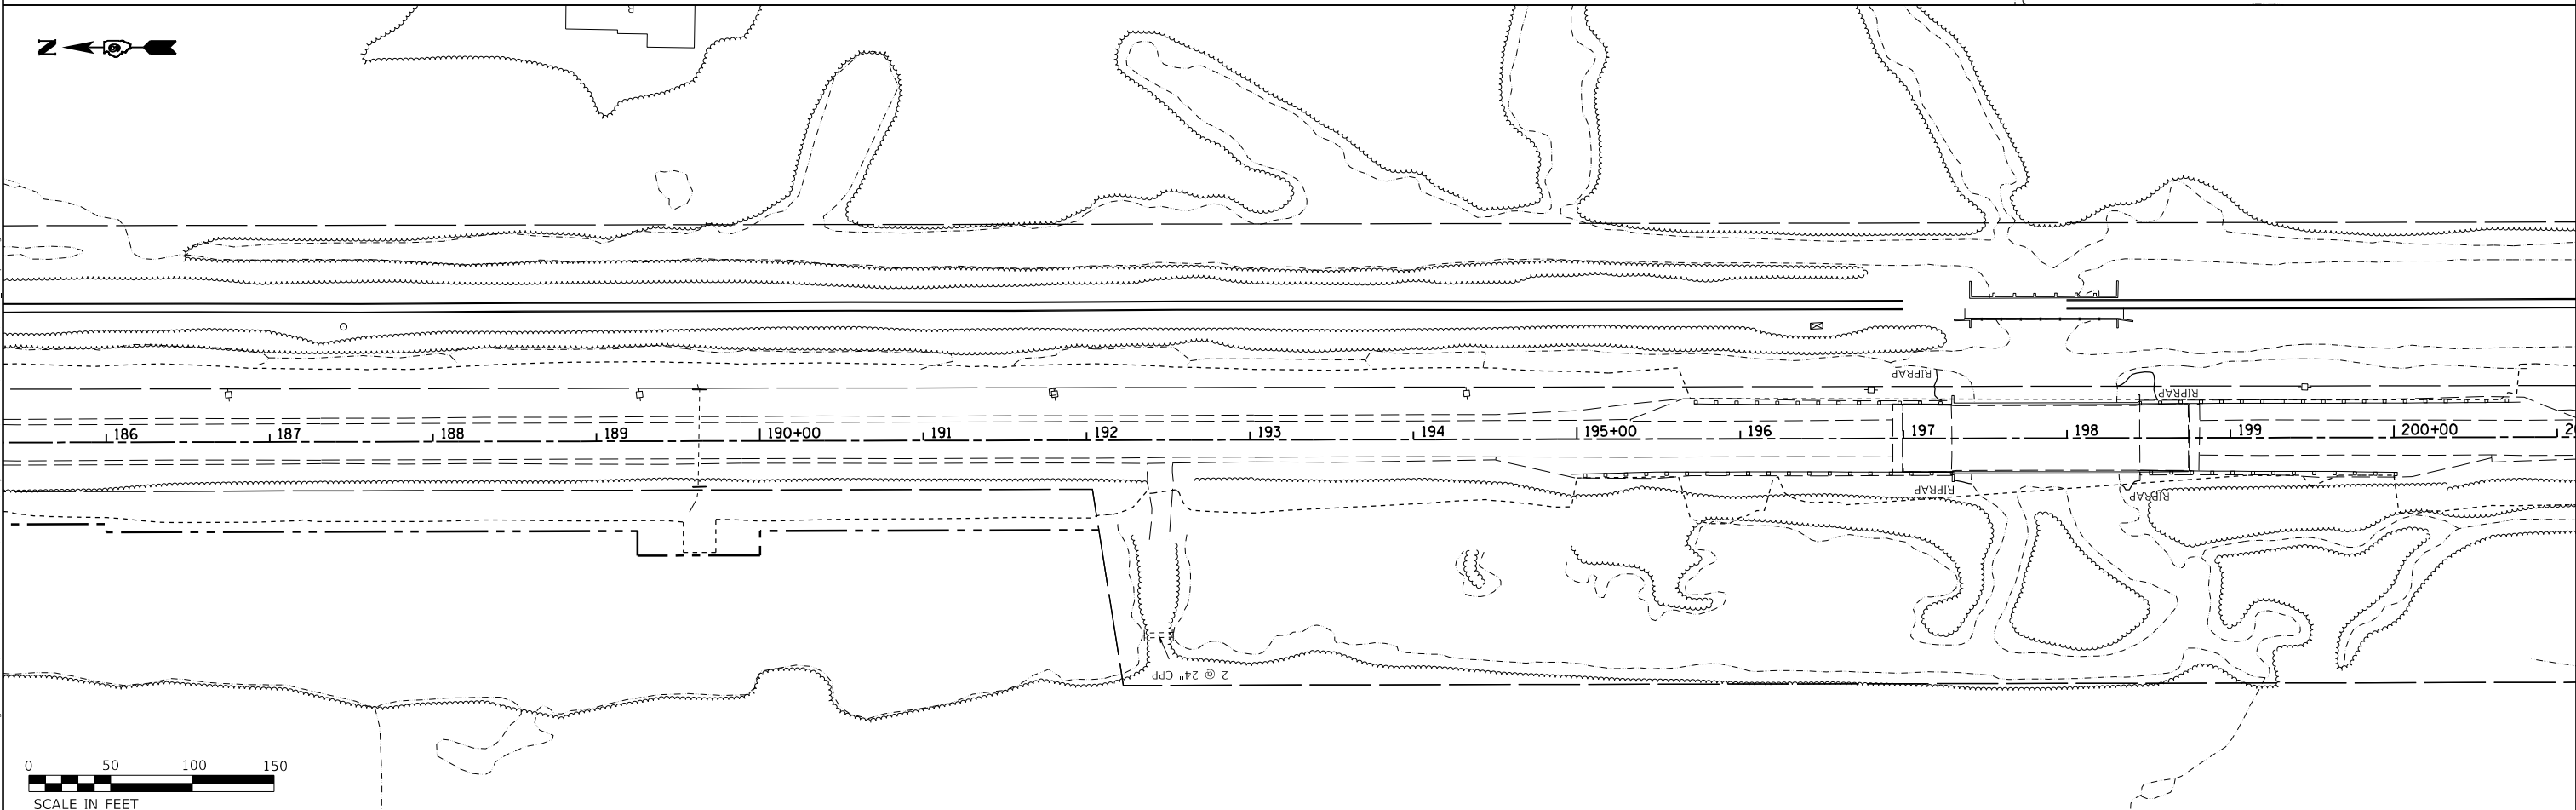 R
N
RIPRAP
RIPRAP
186 187 188 189 190+00 191 192 193 194 195+00 196 197 198 199 200+00
RIPRAP
RIPRAP
2 @ 24" CPP
0 50 100 150
SCALE IN FEET